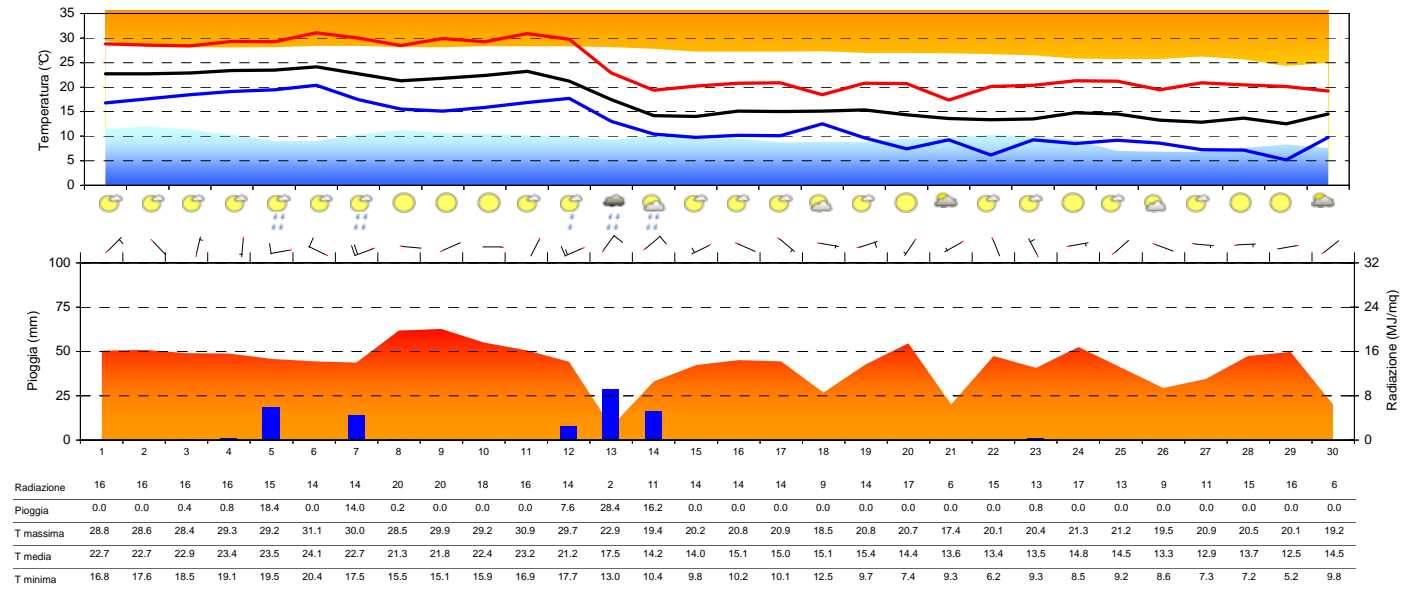 35
30
25
20
15
10
5
0
Temperatura (°C)
100
75
50
25
0
Pioggia (mm)
32
24
16
8
0
Radiazione (MJ/mq)
1 2 3 4 5 6 7 8 9 10 11 12 13 14 15 16 17 18 19 20 21 22 23 24 25 26 27 28 29 30
Radiazione 16 16 16 16 15 14 14 20 20 18 16 14 2 11 14 14 14 9 14 17 6 15 13 17 13 9 11 15 16 6
Pioggia 0.0 0.0 0.4 0.8 18.4 0.0 14.0 0.2 0.0 0.0 0.0 7.6 28.4 16.2 0.0 0.0 0.0 0.0 0.0 0.0 0.0 0.0 0.8 0.0 0.0 0.0 0.0 0.0 0.0 0.0
T massima 28.8 28.6 28.4 29.3 29.2 31.1 30.0 28.5 29.9 29.2 30.9 29.7 22.9 19.4 20.2 20.8 20.9 18.5 20.8 20.7 17.4 20.1 20.4 21.3 21.2 19.5 20.9 20.5 20.1 19.2
T media 22.7 22.7 22.9 23.4 23.5 24.1 22.7 21.3 21.8 22.4 23.2 21.2 17.5 14.2 14.0 15.1 15.0 15.1 15.4 14.4 13.6 13.4 13.5 14.8 14.5 13.3 12.9 13.7 12.5 14.5
T minima 16.8 17.6 18.5 19.1 19.5 20.4 17.5 15.5 15.1 15.9 16.9 17.7 13.0 10.4 9.8 10.2 10.1 12.5 9.7 7.4 9.3 6.2 9.3 8.5 9.2 8.6 7.3 7.2 5.2 9.8